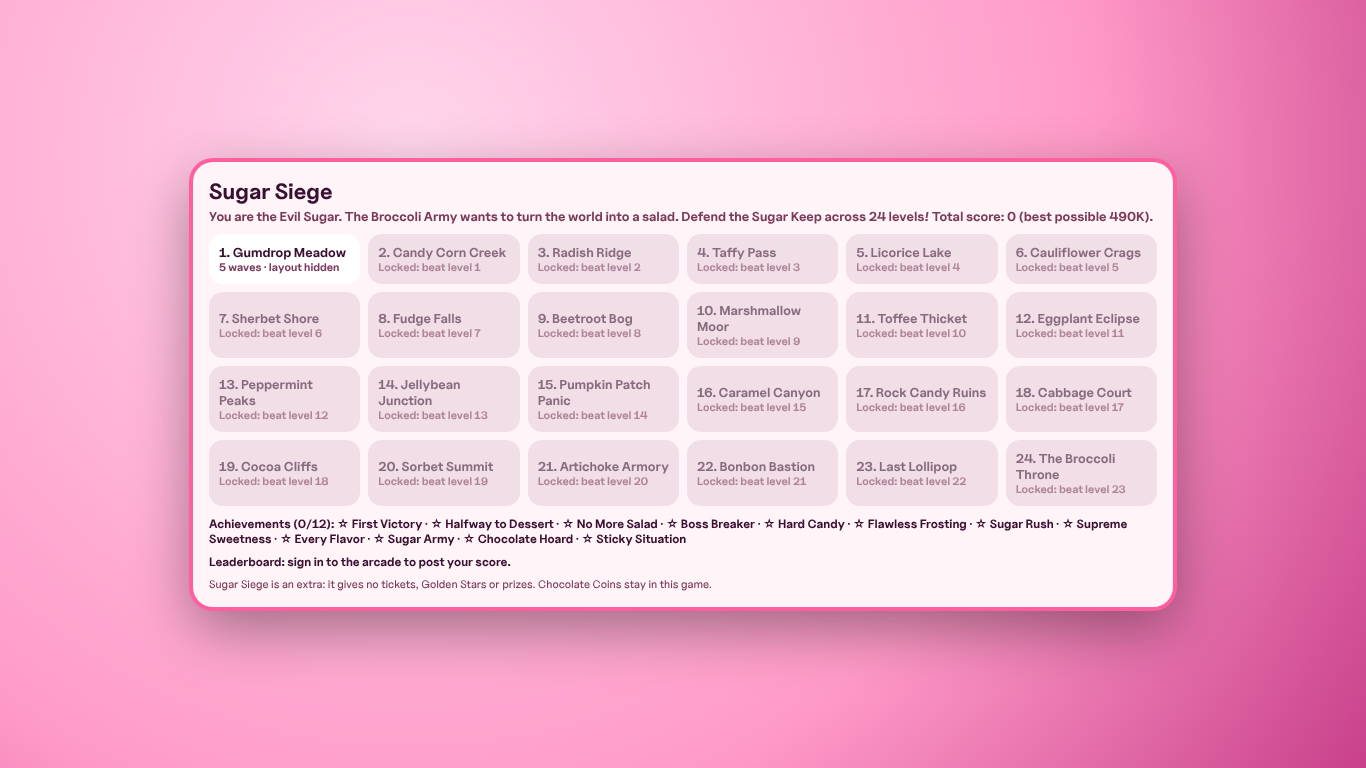 Sugar Siege
You are the Evil Sugar. The Broccoli Army wants to turn the world into a salad. Defend the Sugar Keep across 24 levels! Total score: 0 (best possible 490K).
1. Gumdrop Meadow
5 waves · layout hidden
2. Candy Corn Creek
Locked: beat level 1
3. Radish Ridge
Locked: beat level 2
4. Taffy Pass
Locked: beat level 3
5. Licorice Lake
Locked: beat level 4
6. Cauliflower Crags
Locked: beat level 5
7. Sherbet Shore
Locked: beat level 6
8. Fudge Falls
Locked: beat level 7
9. Beetroot Bog
Locked: beat level 8
10. Marshmallow
Moor
Locked: beat level 9
11. Toffee Thicket
Locked: beat level 10
12. Eggplant Eclipse
Locked: beat level 11
13. Peppermint
Peaks
Locked: beat level 12
14. Jellybean
Junction
Locked: beat level 13
15. Pumpkin Patch
Panic
Locked: beat level 14
16. Caramel Canyon
Locked: beat level 15
17. Rock Candy Ruins
Locked: beat level 16
18. Cabbage Court
Locked: beat level 17
19. Cocoa Cliffs
Locked: beat level 18
20. Sorbet Summit
Locked: beat level 19
21. Artichoke Armory
Locked: beat level 20
22. Bonbon Bastion
Locked: beat level 21
23. Last Lollipop
Locked: beat level 22
24. The Broccoli
Throne
Locked: beat level 23
Achievements (0/12): ☆ First Victory · ☆ Halfway to Dessert · ☆ No More Salad · ☆ Boss Breaker · ☆ Hard Candy · ☆ Flawless Frosting · ☆ Sugar Rush · ☆ Supreme
Sweetness · ☆ Every Flavor · ☆ Sugar Army · ☆ Chocolate Hoard · ☆ Sticky Situation
Leaderboard: sign in to the arcade to post your score.
Sugar Siege is an extra: it gives no tickets, Golden Stars or prizes. Chocolate Coins stay in this game.